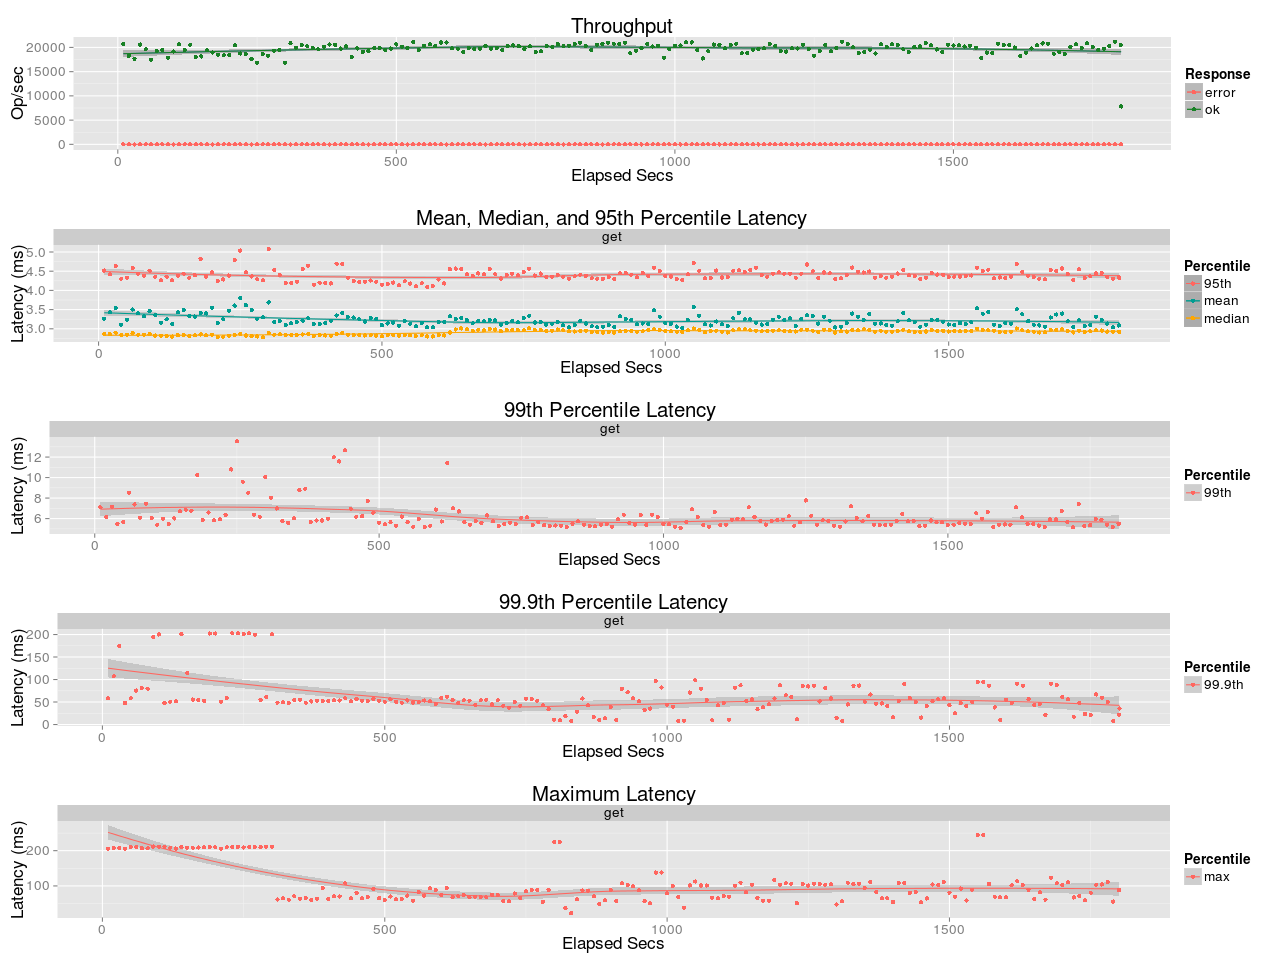 Throughput
Op/sec
20000
15000
10000
5000
0
0 500 1000 1500
Elapsed Secs
Response
error
ok
Mean, Median, and 95th Percentile Latency
get
Latency (ms)
5.0
4.5
4.0
3.5
3.0
0 500 1000 1500
Elapsed Secs
Percentile
95th
mean
median
99th Percentile Latency
get
Latency (ms)
12
10
8
6
0 500 1000 1500
Elapsed Secs
Percentile
99th
99.9th Percentile Latency
get
Latency (ms)
200
150
100
50
0
0 500 1000 1500
Elapsed Secs
Percentile
99.9th
Maximum Latency
get
Latency (ms)
200
100
0 500 1000 1500
Elapsed Secs
Percentile
max